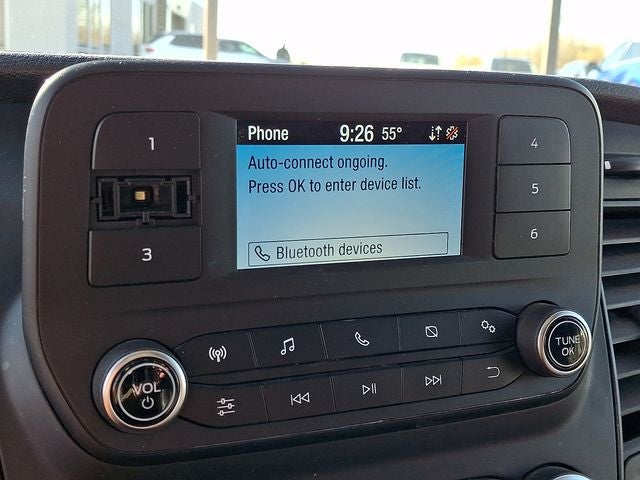 Phone 9:26 55°
Auto-connect ongoing.
Press OK to enter device list.
Bluetooth devices
1
3
4
5
6
VOL
TUNE
OK